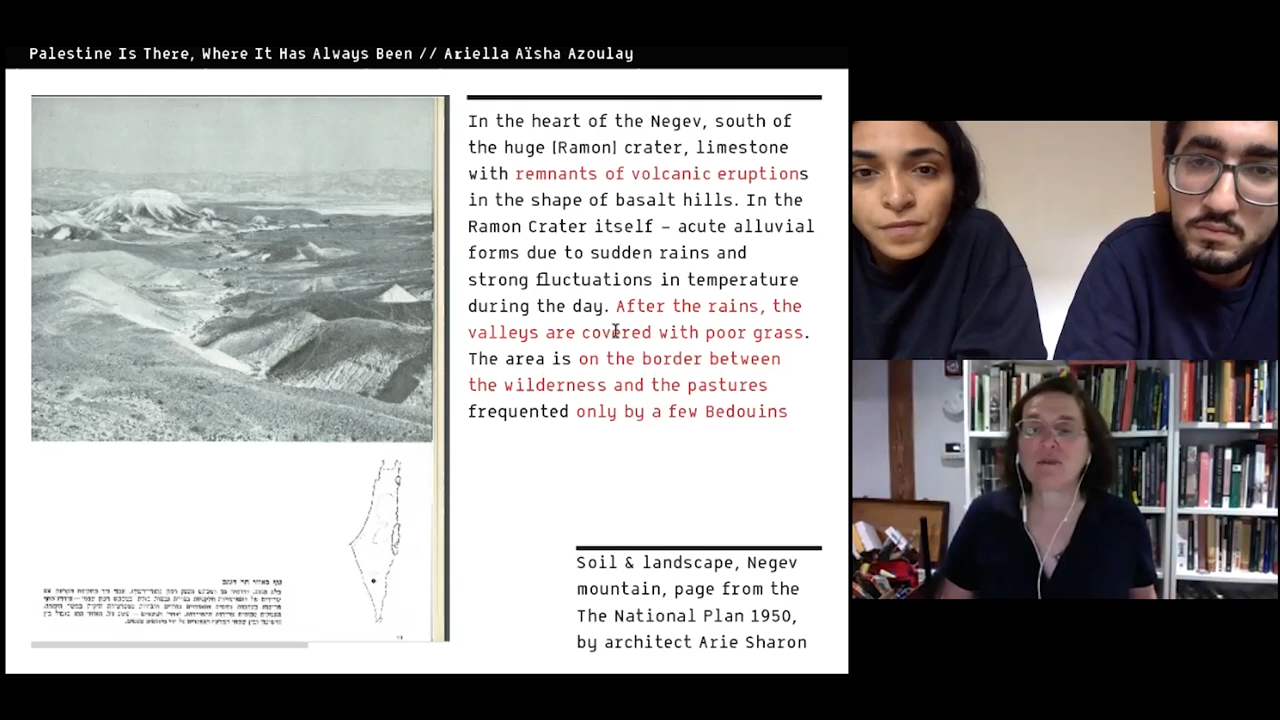 Palestine Is There, Where It Has Always Been // Ariella Aïsha Azoulay
In the heart of the Negev, south of
the huge [Ramon] crater, limestone
with remnants of volcanic eruptions
in the shape of basalt hills. In the
Ramon Crater itself – acute alluvial
forms due to sudden rains and
strong fluctuations in temperature
during the day. After the rains, the
valleys are covered with poor grass.
The area is on the border between
the wilderness and the pastures
frequented only by a few Bedouins
Soil & landscape, Negev
mountain, page from the
The National Plan 1950,
by architect Arie Sharon